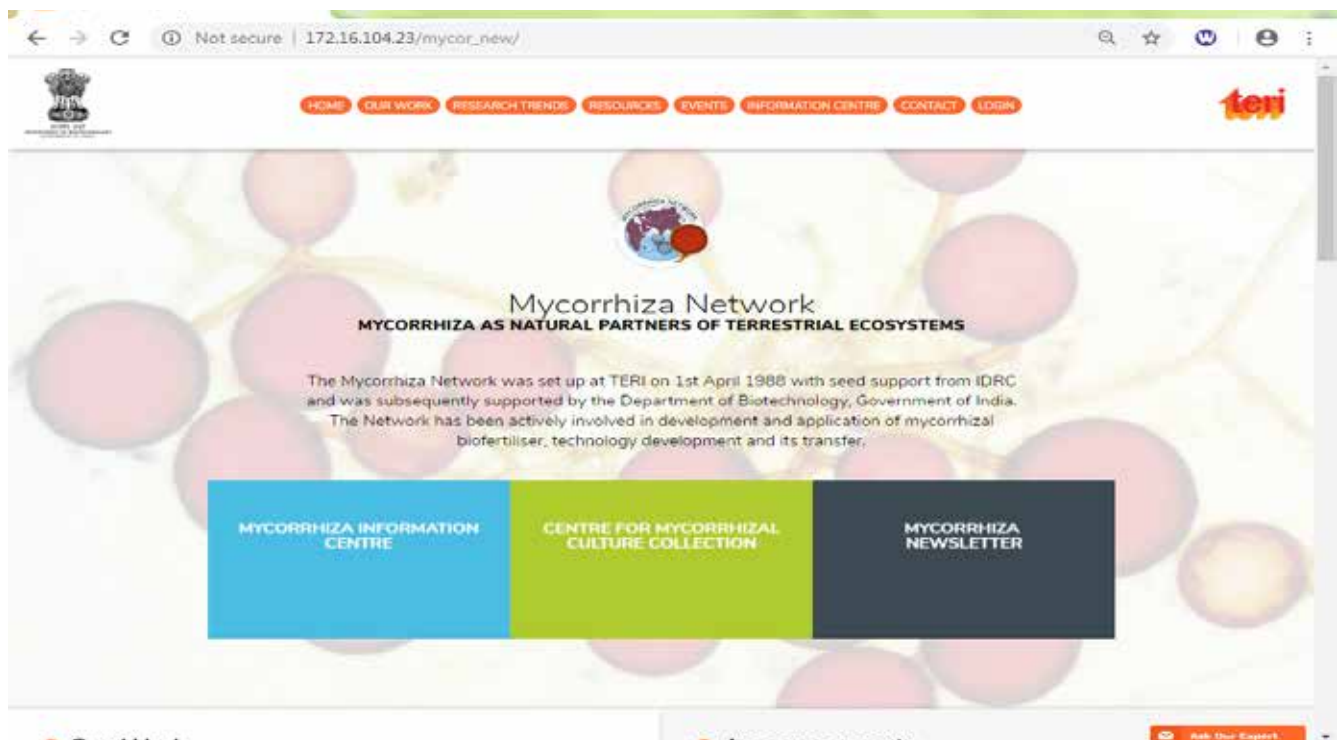 Not secure | 172.16.104.23/mycor_new/
HOME OUR WORK RESEARCH TRENDS RESOURCES EVENTS INFORMATION CENTRE CONTACT LOGIN
teri
MYCORRHIZA NETWORK
Mycorrhiza Network
MYCORRHIZA AS NATURAL PARTNERS OF TERRESTRIAL ECOSYSTEMS
The Mycorrhiza Network was set up at TERI on 1st April 1988 with seed support from IDRC
and was subsequently supported by the Department of Biotechnology, Government of India.
The Network has been actively involved in development and application of mycorrhizal
biofertiliser, technology development and its transfer.
MYCORRHIZA INFORMATION
CENTRE
CENTRE FOR MYCORRHIZAL
CULTURE COLLECTION
MYCORRHIZA
NEWSLETTER
Ask Our Expert